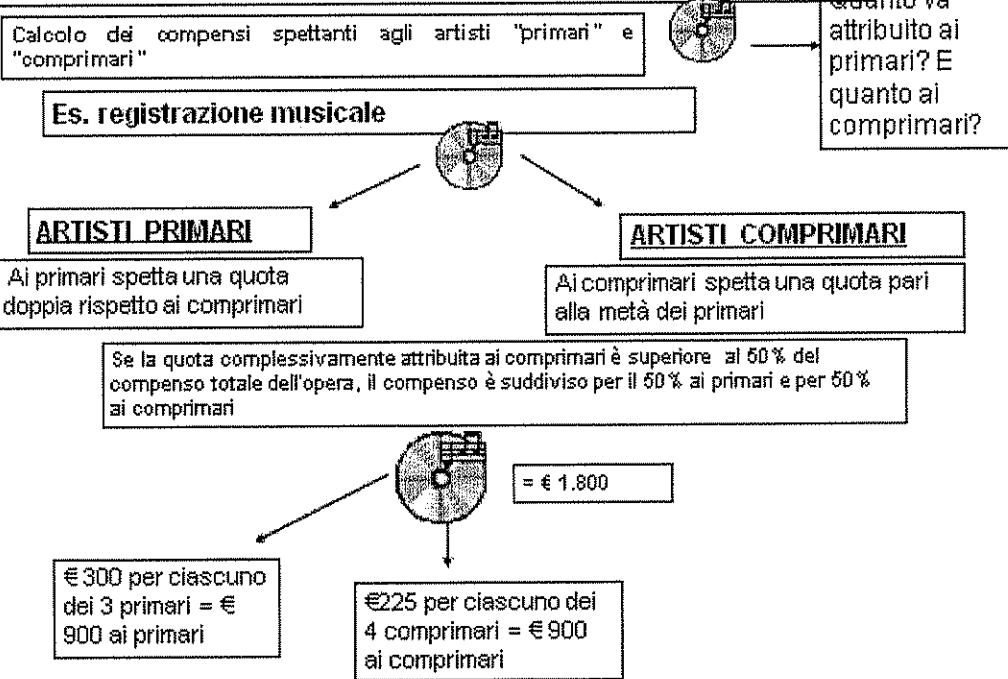 Calcolo dei compensi spettanti agli artisti "primari" e
"comprimari"
Quanto va
attribuito ai
primari? E
quanto ai
comprimari?
Es. registrazione musicale
ARTISTI PRIMARI
Ai primari spetta una quota
doppia rispetto ai comprimari
ARTISTI COMPRIMARI
Ai comprimari spetta una quota pari
alla metà dei primari
Se la quota complessivamente attribuita ai comprimari è superiore al 50% del
compenso totale dell'opera, il compenso è suddiviso per il 50% ai primari e per 50%
ai comprimari
= € 1.800
€ 300 per ciascuno
dei 3 primari = €
900 ai primari
€225 per ciascuno dei
4 comprimari = € 900
ai comprimari